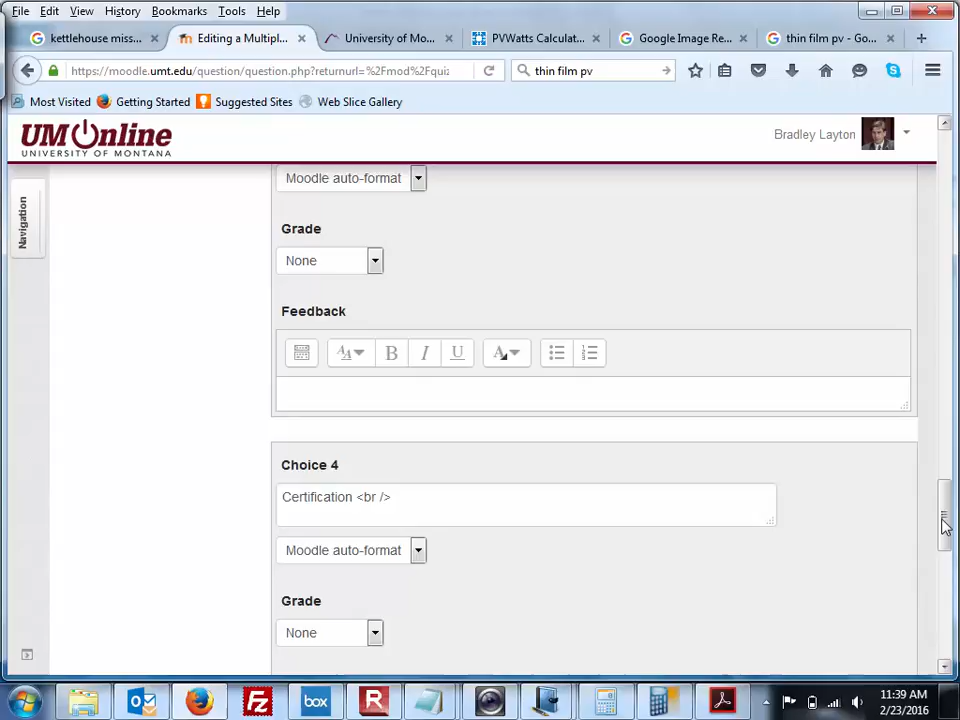 File Edit View History Bookmarks Tools Help
kettlehouse miss...
Editing a Multipl...
University of Mo...
PVWatts Calculat...
Google Image Re...
thin film pv - Goo...
https://moodle.umt.edu/question/question.php?returnurl=%2Fmod%2Fquiz
thin film pv
Most Visited Getting Started Suggested Sites Web Slice Gallery
UMOnline
UNIVERSITY OF MONTANA
Bradley Layton
Navigation
Moodle auto-format
Grade
None
Feedback
Choice 4
Certification <br />
Moodle auto-format
Grade
None
11:39 AM
2/23/2016